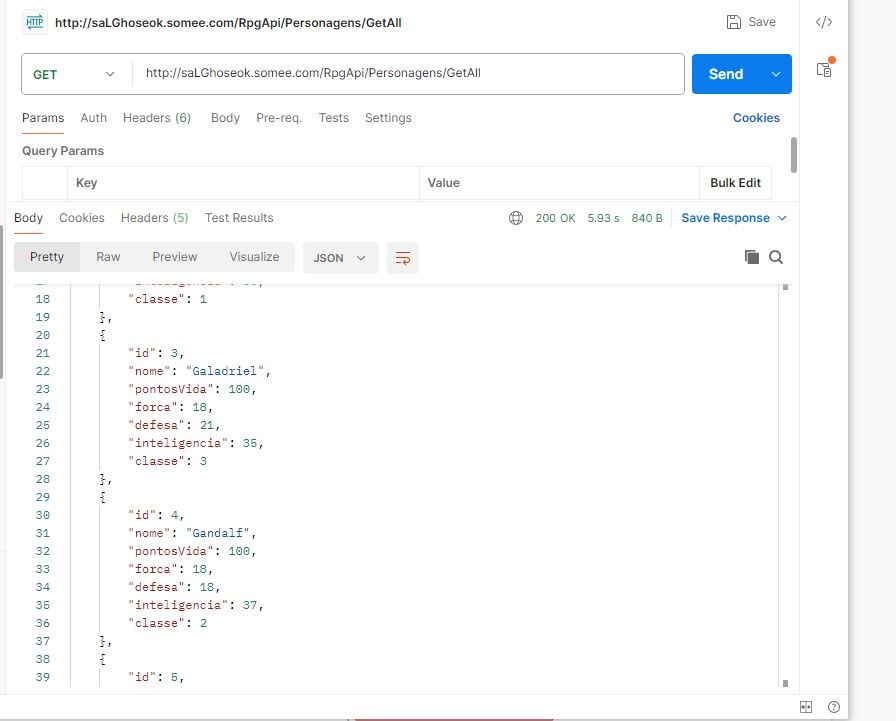 HTTP http://saLGhoseok.somee.com/RpgApi/Personagens/GetAll Save </>
GET http://saLGhoseok.somee.com/RpgApi/Personagens/GetAll Send
Params Auth Headers (6) Body Pre-req. Tests Settings Cookies
Query Params
Key Value Bulk Edit
Body Cookies Headers (5) Test Results 200 OK 5.93 s 840 B Save Response
Pretty Raw Preview Visualize JSON
18 "classe": 1
19 },
20 {
21 "id": 3,
22 "nome": "Galadriel",
23 "pontosVida": 100,
24 "forca": 18,
25 "defesa": 21,
26 "inteligencia": 35,
27 "classe": 3
28 },
29 {
30 "id": 4,
31 "nome": "Gandalf",
32 "pontosVida": 100,
33 "forca": 18,
34 "defesa": 18,
35 "inteligencia": 37,
36 "classe": 2
37 },
38 {
39 "id": 5,